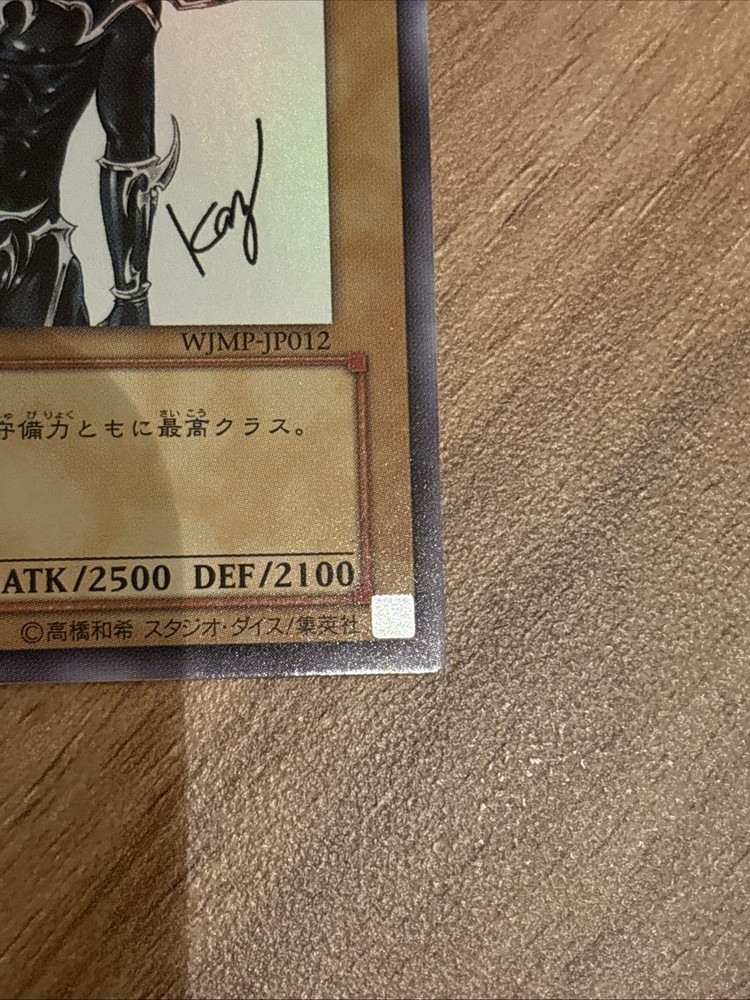 Kaz
WJMP-JP012
守備力ともに最高クラス。
ATK/2500 DEF/2100
©高橋和希 スタジオ・ダイス/集英社